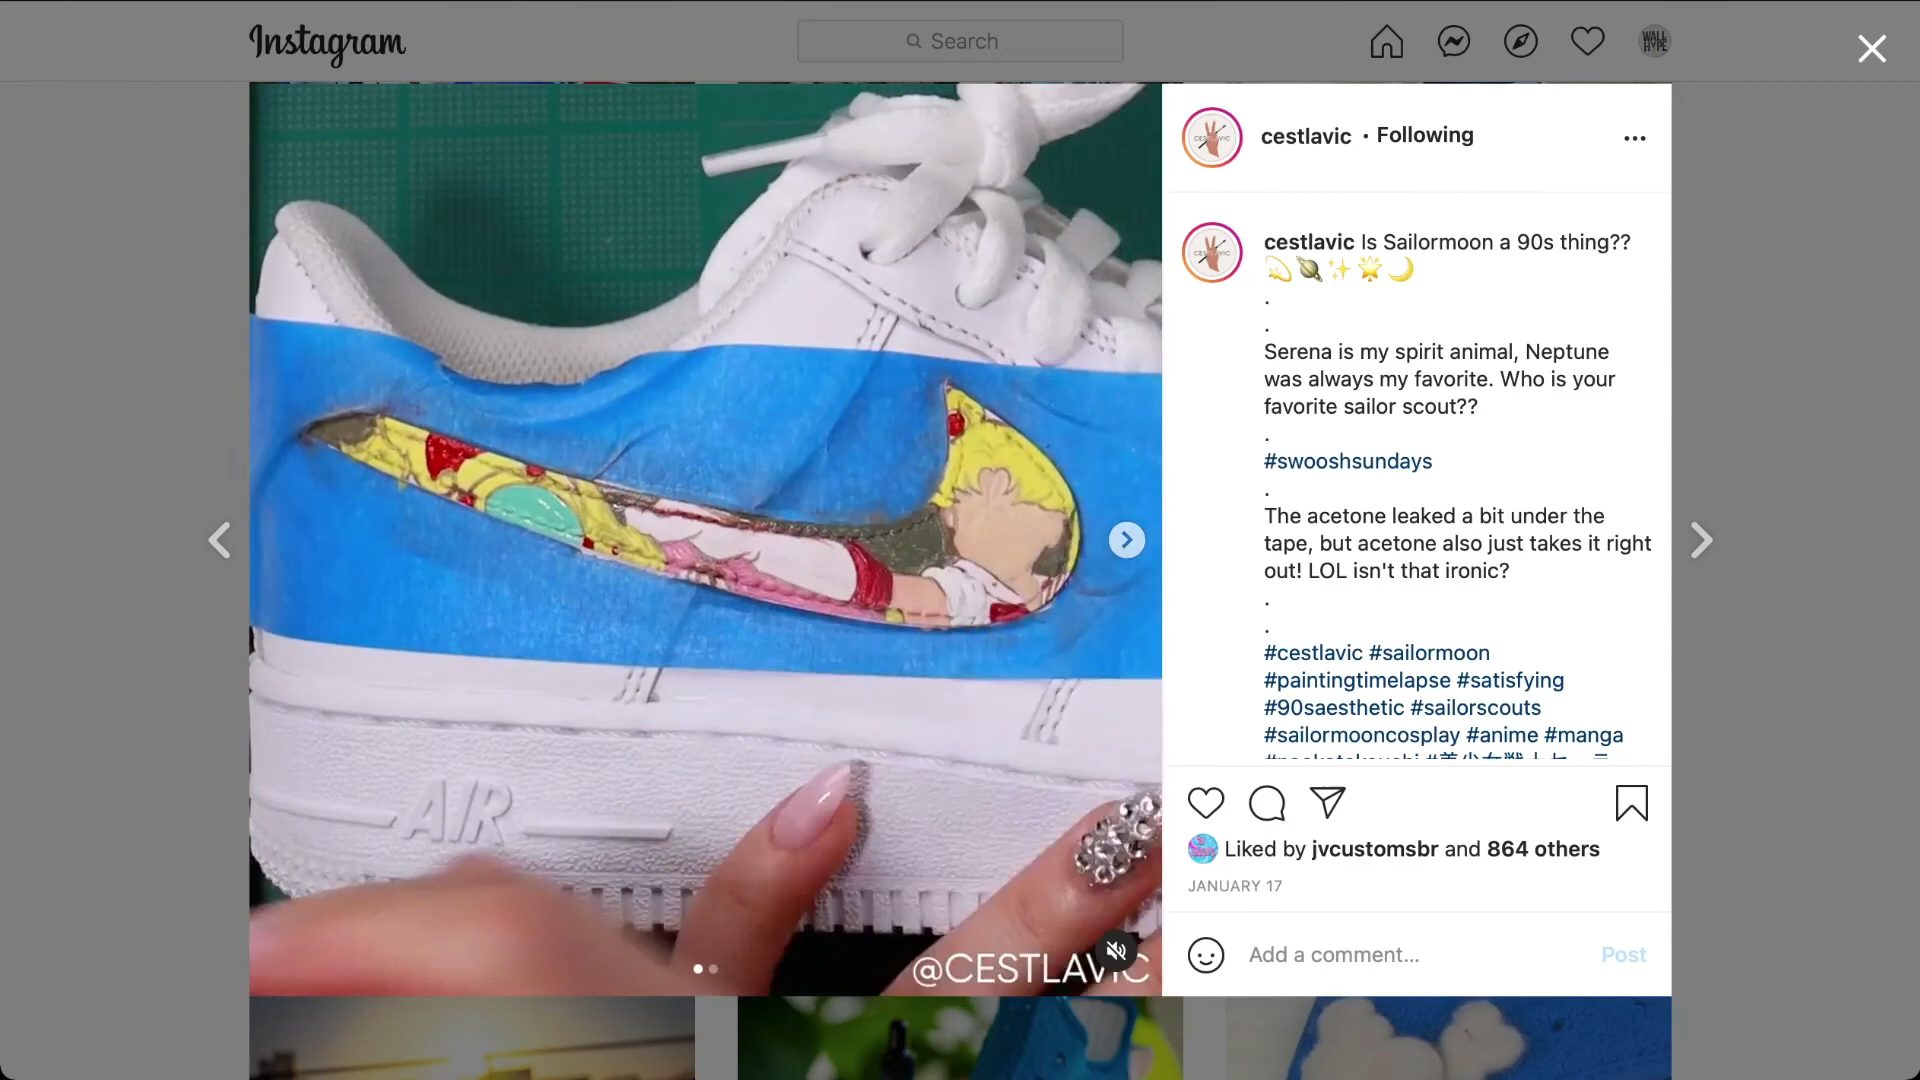 Instagram
Search
WALL
HYPE
cestlavic • Following
cestlavic Is Sailormoon a 90s thing??
💫🪐✨🌟🌙
.
.
Serena is my spirit animal, Neptune
was always my favorite. Who is your
favorite sailor scout??
.
#swooshsundays
.
The acetone leaked a bit under the
tape, but acetone also just takes it right
out! LOL isn't that ironic?
.
.
#cestlavic #sailormoon
#paintingtimelapse #satisfying
#90saesthetic #sailorscouts
#sailormooncosplay #anime #manga
Liked by jvcustomsbr and 864 others
JANUARY 17
Add a comment...
Post
AIR
@CESTLAVIC